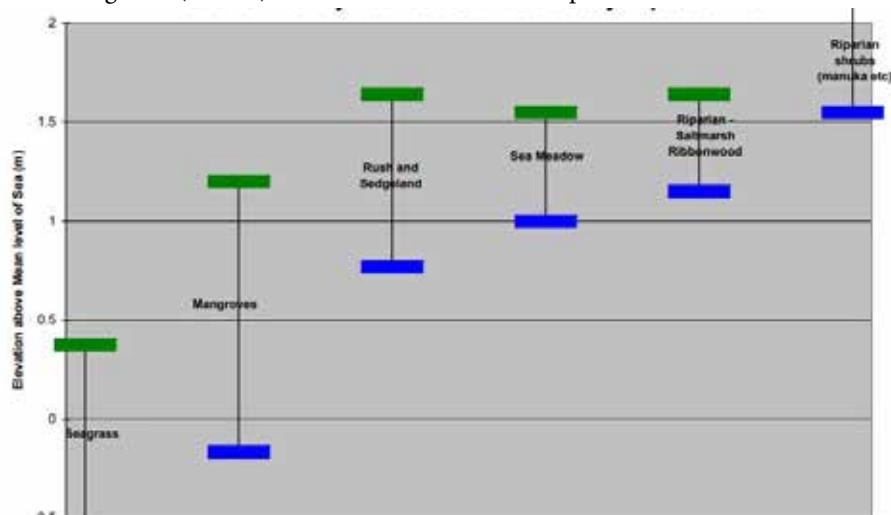 2
Riparian
shrubs
(manuka etc)
1.5
Riparian -
Saltmarsh
Ribbonwood
Sea Meadow
Rush and
Sedgeland
Elevation above Mean level of Sea (m)
1
Mangroves
0.5
0
Seagrass